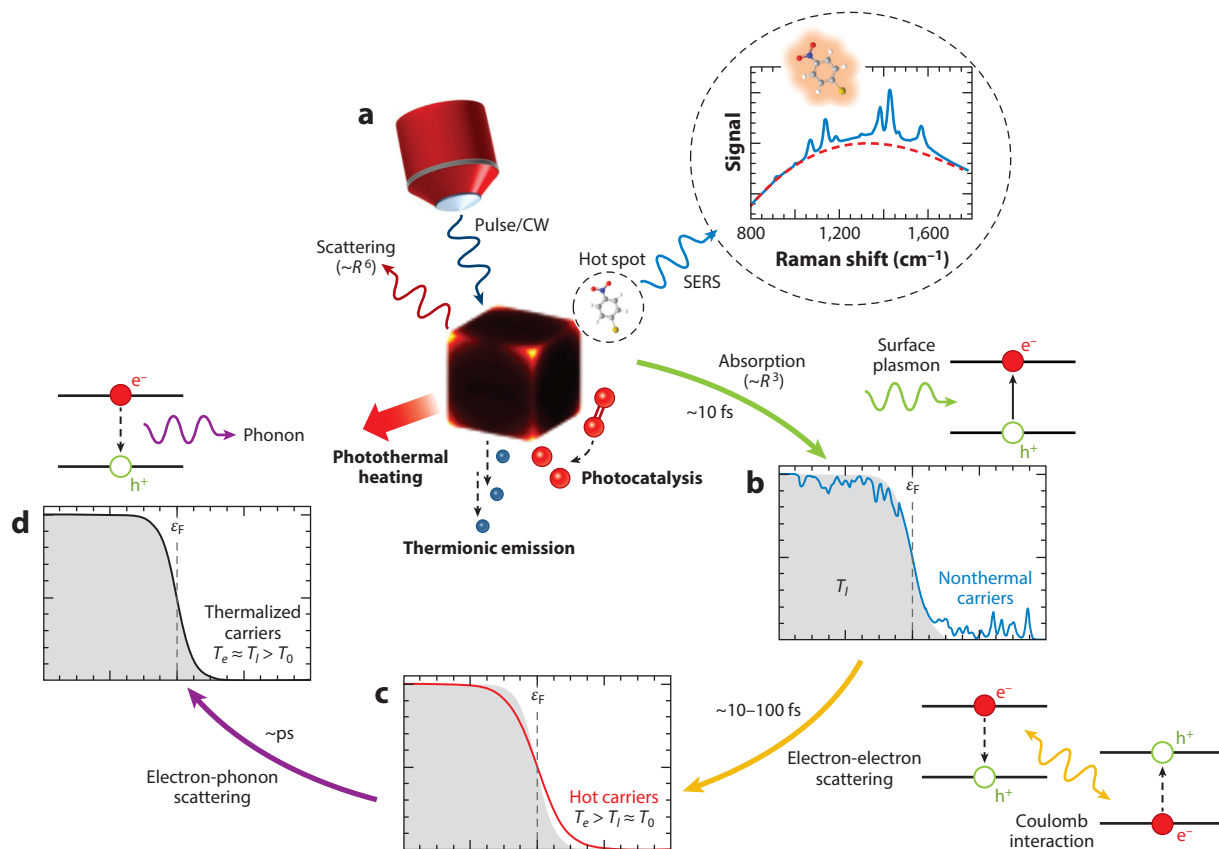 a
Pulse/CW
Scattering
(~R⁶)
Hot spot
SERS
Signal
800
1,200
1,600
Raman shift (cm⁻¹)
Absorption
(~R³)
~10 fs
Surface
plasmon
e⁻
h⁺
e⁻
Phonon
h⁺
Photothermal
heating
Photocatalysis
Thermionic emission
b
εF
Tl
Nonthermal
carriers
d
εF
Thermalized
carriers
Te ≈ Tl > T0
c
εF
Hot carriers
Te > Tl ≈ T0
~10–100 fs
Electron-electron
scattering
e⁻
h⁺
h⁺
e⁻
Coulomb
interaction
~ps
Electron-phonon
scattering